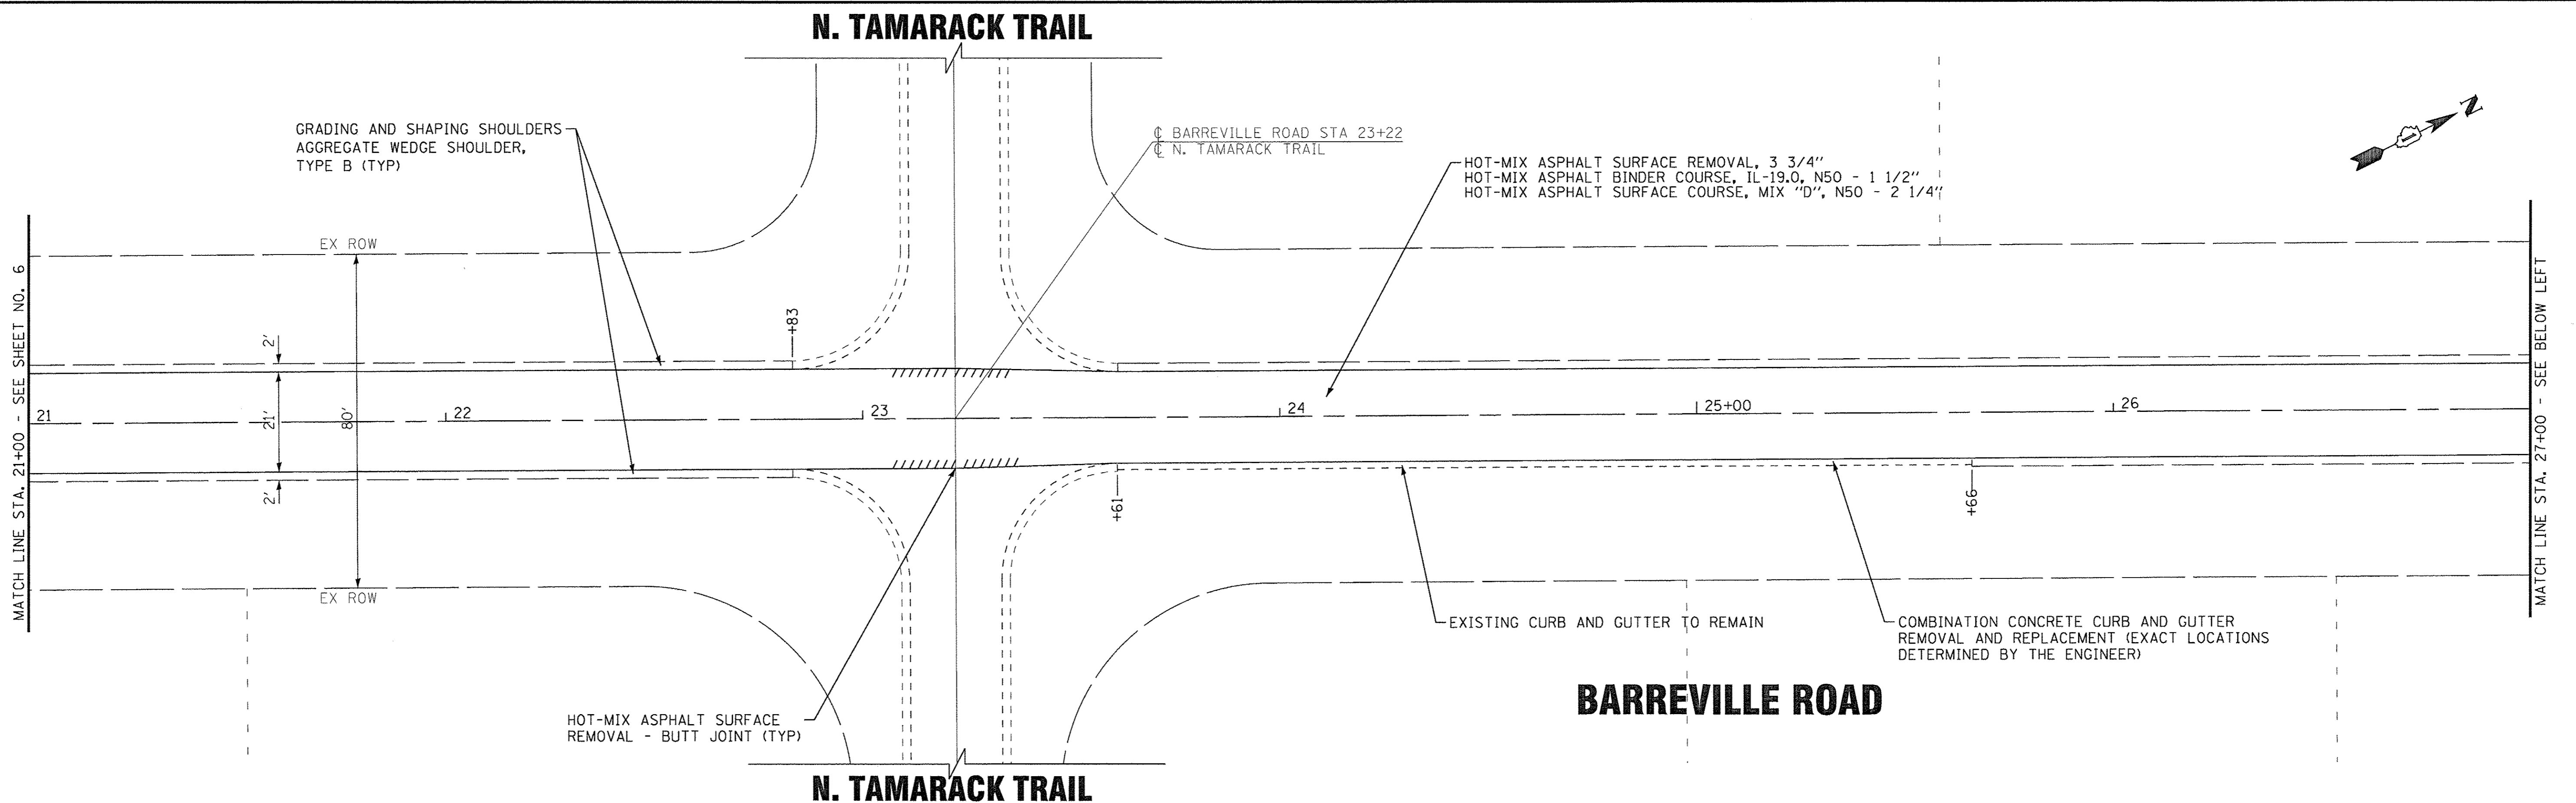 N. TAMARACK TRAIL
GRADING AND SHAPING SHOULDERS
AGGREGATE WEDGE SHOULDER,
TYPE B (TYP)
℄ BARREVILLE ROAD STA 23+22
℄ N. TAMARACK TRAIL
HOT-MIX ASPHALT SURFACE REMOVAL, 3 3/4"
HOT-MIX ASPHALT BINDER COURSE, IL-19.0, N50 - 1 1/2"
HOT-MIX ASPHALT SURFACE COURSE, MIX "D", N50 - 2 1/4"
N
EX ROW
MATCH LINE STA. 21+00 - SEE SHEET NO. 6
2'
+83
21
21'
80'
22
23
24
25+00
26
MATCH LINE STA. 27+00 - SEE BELOW LEFT
2'
+61
+66
EX ROW
EXISTING CURB AND GUTTER TO REMAIN
COMBINATION CONCRETE CURB AND GUTTER
REMOVAL AND REPLACEMENT (EXACT LOCATIONS
DETERMINED BY THE ENGINEER)
BARREVILLE ROAD
HOT-MIX ASPHALT SURFACE
REMOVAL - BUTT JOINT (TYP)
N. TAMARACK TRAIL